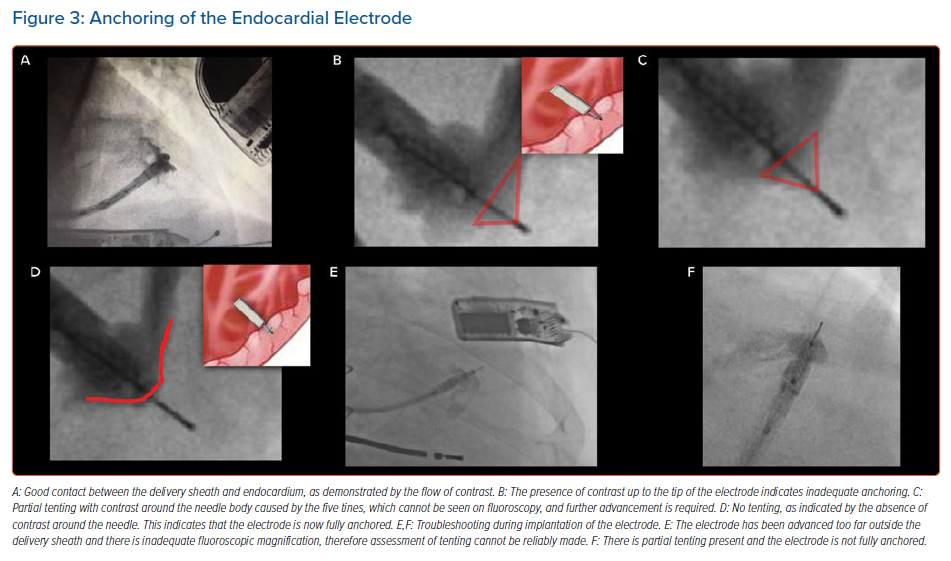 Figure 3: Anchoring of the Endocardial Electrode
A
B
C
D
E
F
A: Good contact between the delivery sheath and endocardium, as demonstrated by the flow of contrast. B: The presence of contrast up to the tip of the electrode indicates inadequate anchoring. C:
Partial tenting with contrast around the needle body caused by the five tines, which cannot be seen on fluoroscopy, and further advancement is required. D: No tenting, as indicated by the absence of
contrast around the needle. This indicates that the electrode is now fully anchored. E,F: Troubleshooting during implantation of the electrode. E: The electrode has been advanced too far outside the
delivery sheath and there is inadequate fluoroscopic magnification, therefore assessment of tenting cannot be reliably made. F: There is partial tenting present and the electrode is not fully anchored.